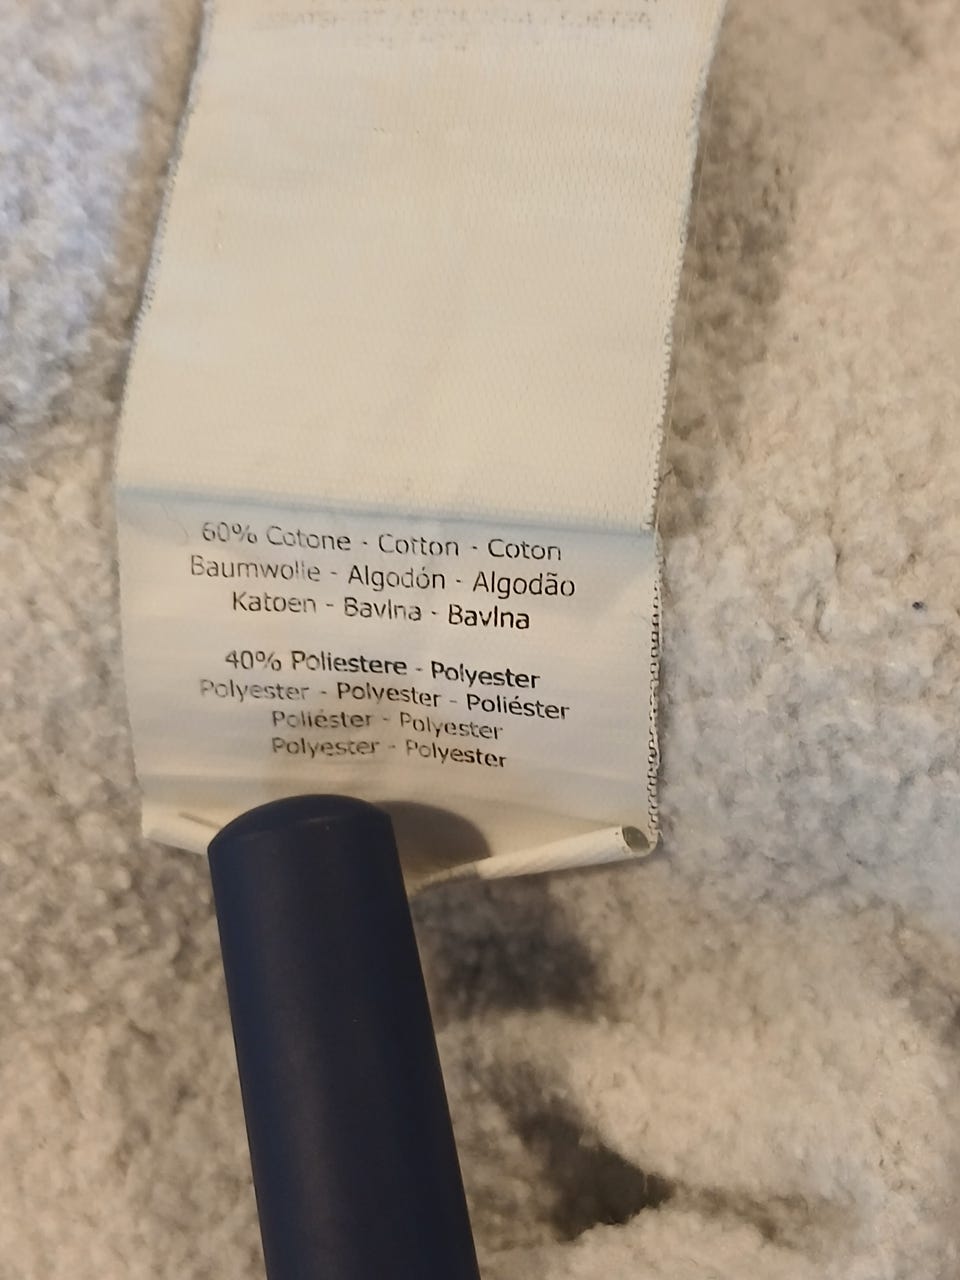 60% Cotone - Cotton - Coton
Baumwolle - Algodón - Algodão
Katoen - Bavlna - Bavlna
40% Poliestere - Polyester
Polyester - Polyester - Poliéster
Poliéster - Polyester
Polyester - Polyester